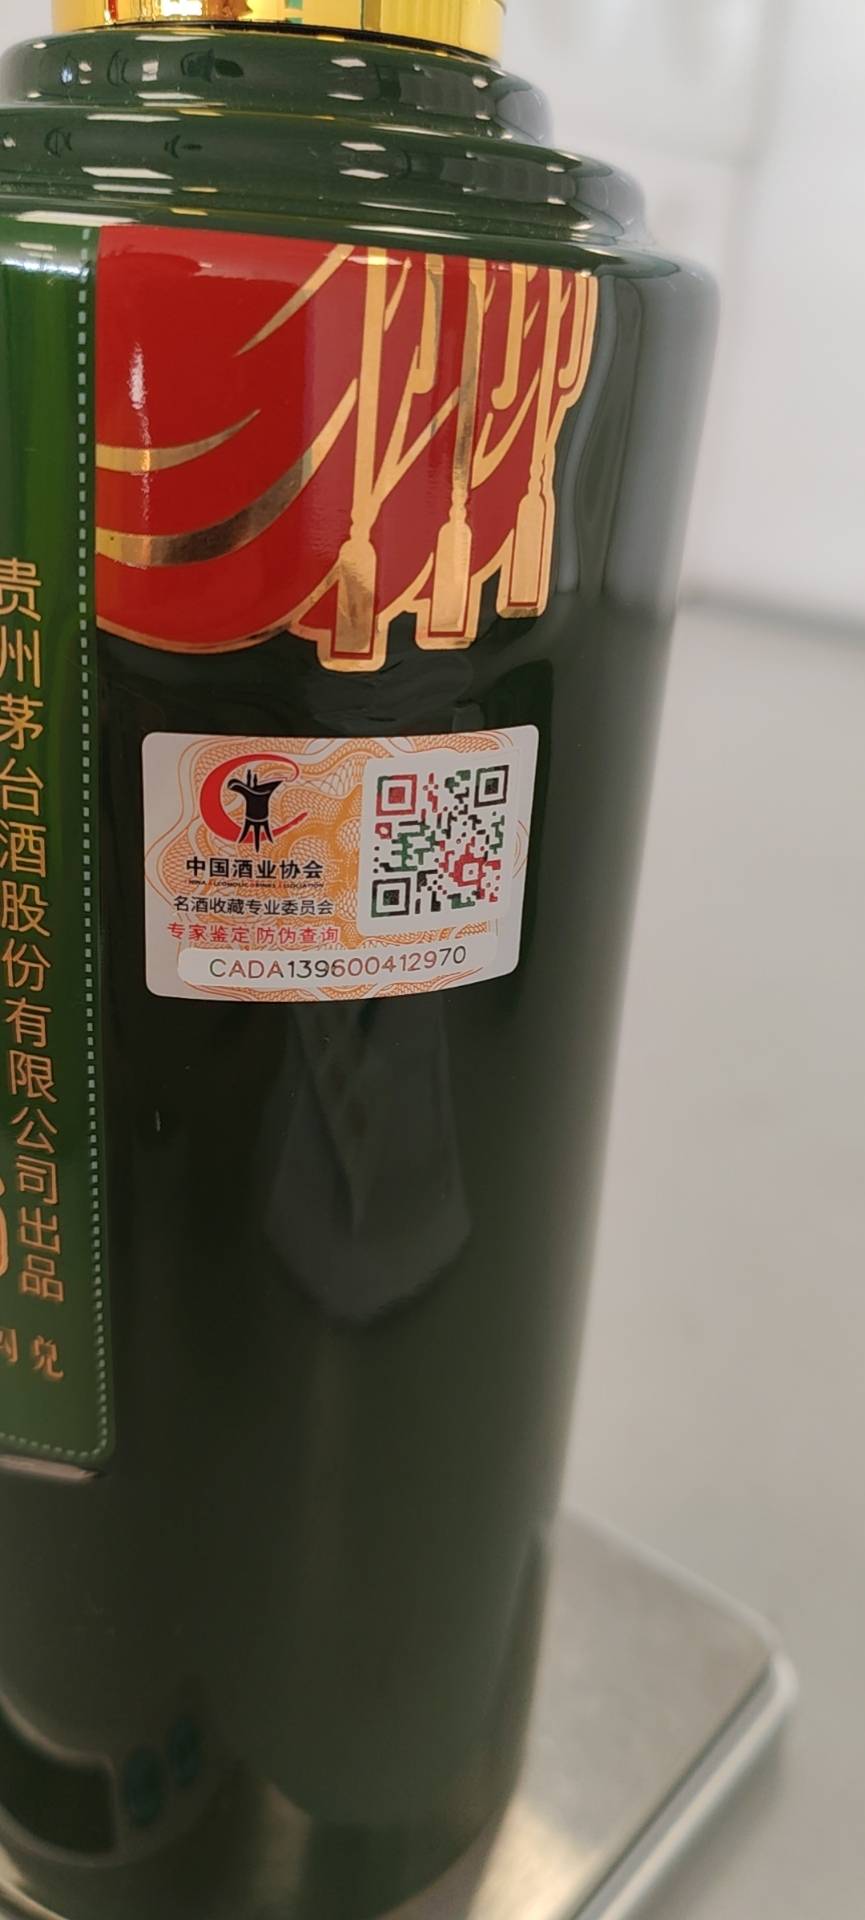 贵州茅台酒股份有限公司出品
中国酒业协会
名酒收藏专业委员会
专家鉴定 防伪查询
CADA139600412970